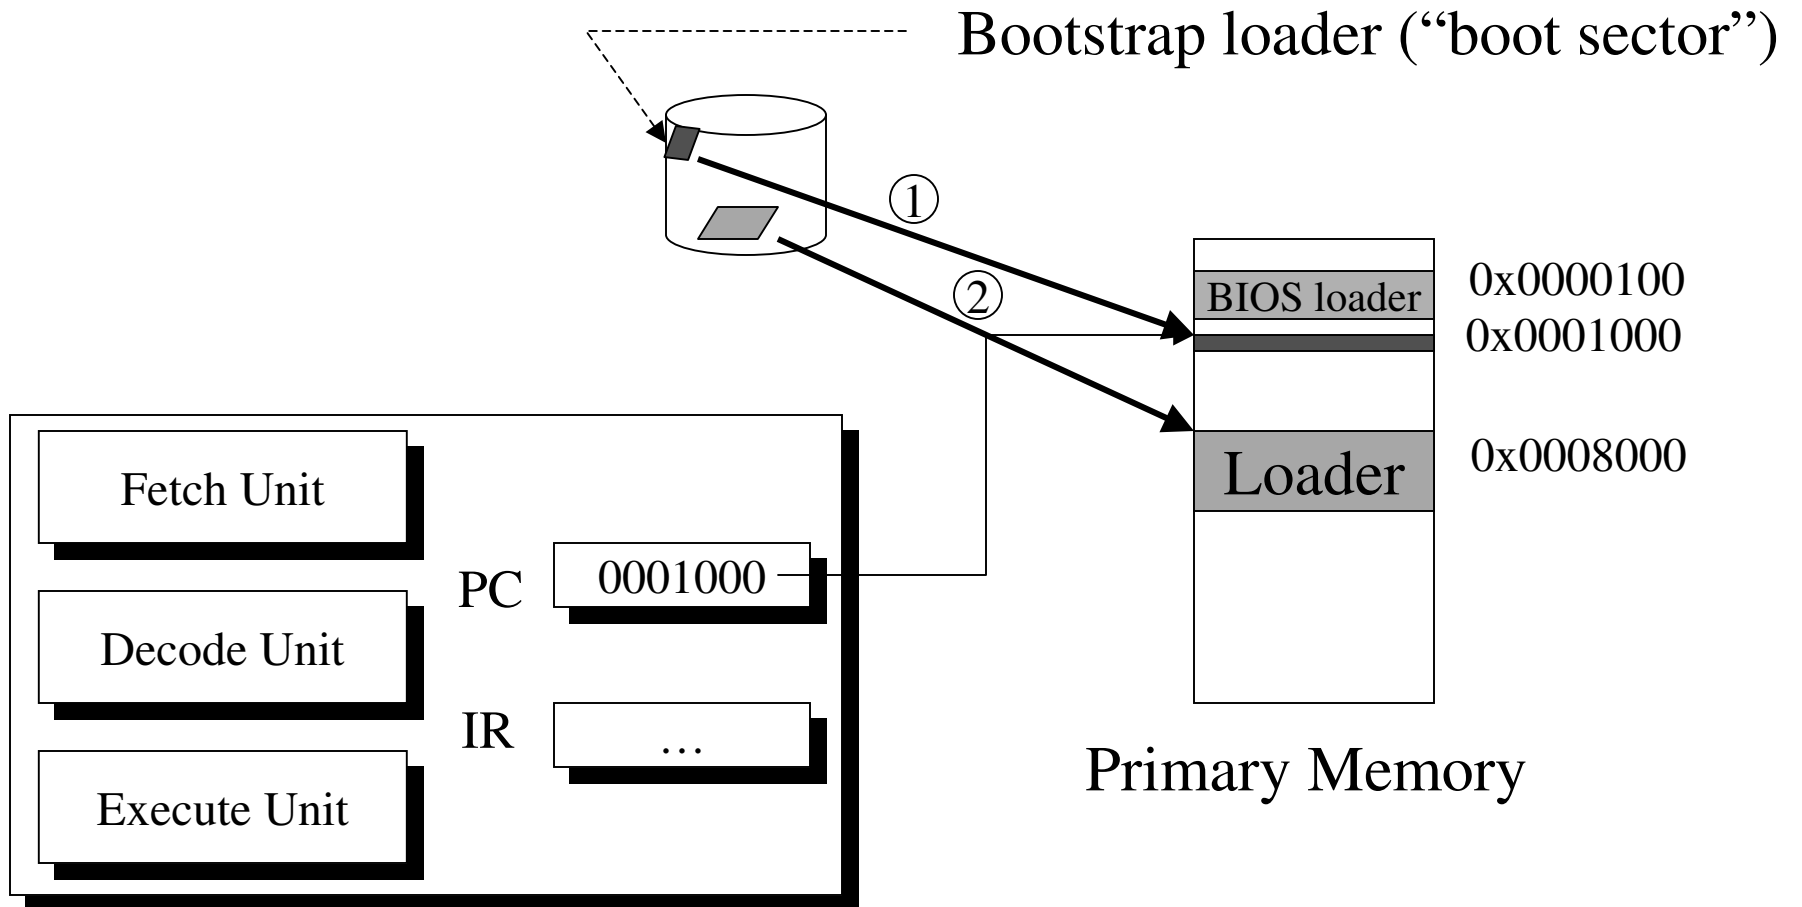 Bootstrap loader (“boot sector”)
1
2
BIOS loader
0x0000100
0x0001000
Loader
0x0008000
Fetch Unit
PC
0001000
Decode Unit
IR
…
Execute Unit
Primary Memory